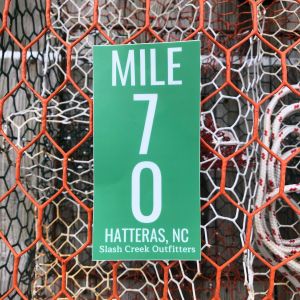 MILE
7
0
HATTERAS, NC
Slash Creek Outfitters